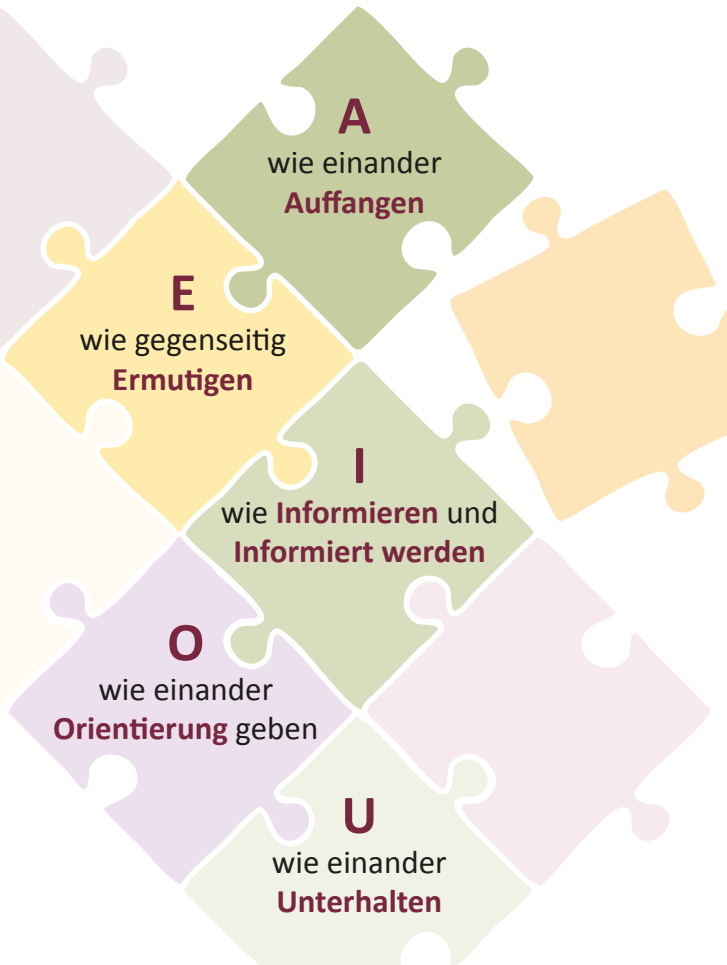 A
wie einander
Auffangen
E
wie gegenseitig
Ermutigen
I
wie Informieren und
Informiert werden
O
wie einander
Orientierung geben
U
wie einander
Unterhalten